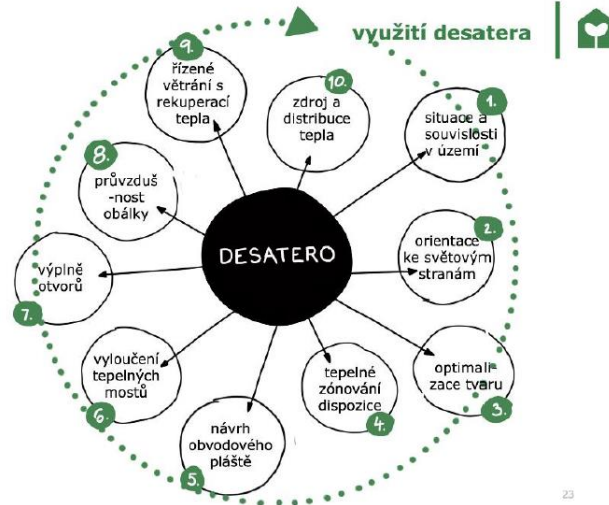 využití desatera
DESATERO
1.
situace a
souvislosti
v území
2.
orientace
ke světovým
stranám
3.
optimali-
zace tvaru
4.
tepelné
zónování
dispozice
5.
návrh
obvodového
pláště
6.
vyloučení
tepelných
mostů
7.
výplně
otvorů
8.
průvzduš
-nost
obálky
9.
řízené
větrání s
rekuperací
tepla
10.
zdroj a
distribuce
tepla
23